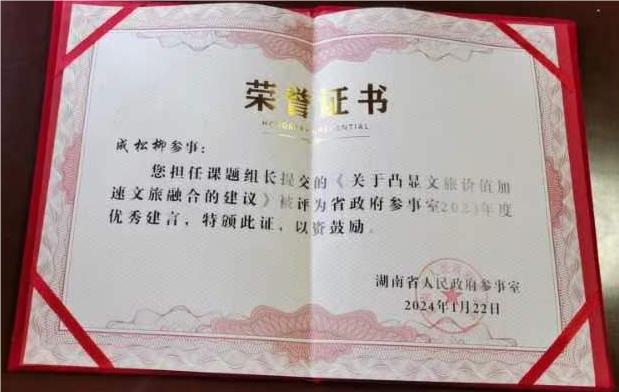 荣誉证书
成松柳参事：
您担任课题组长提交的《关于凸显文旅价值加
速文旅融合的建议》被评为省政府参事室2023年度
优秀建言，特颁此证，以资鼓励。
湖南省人民政府参事室
2024年1月22日